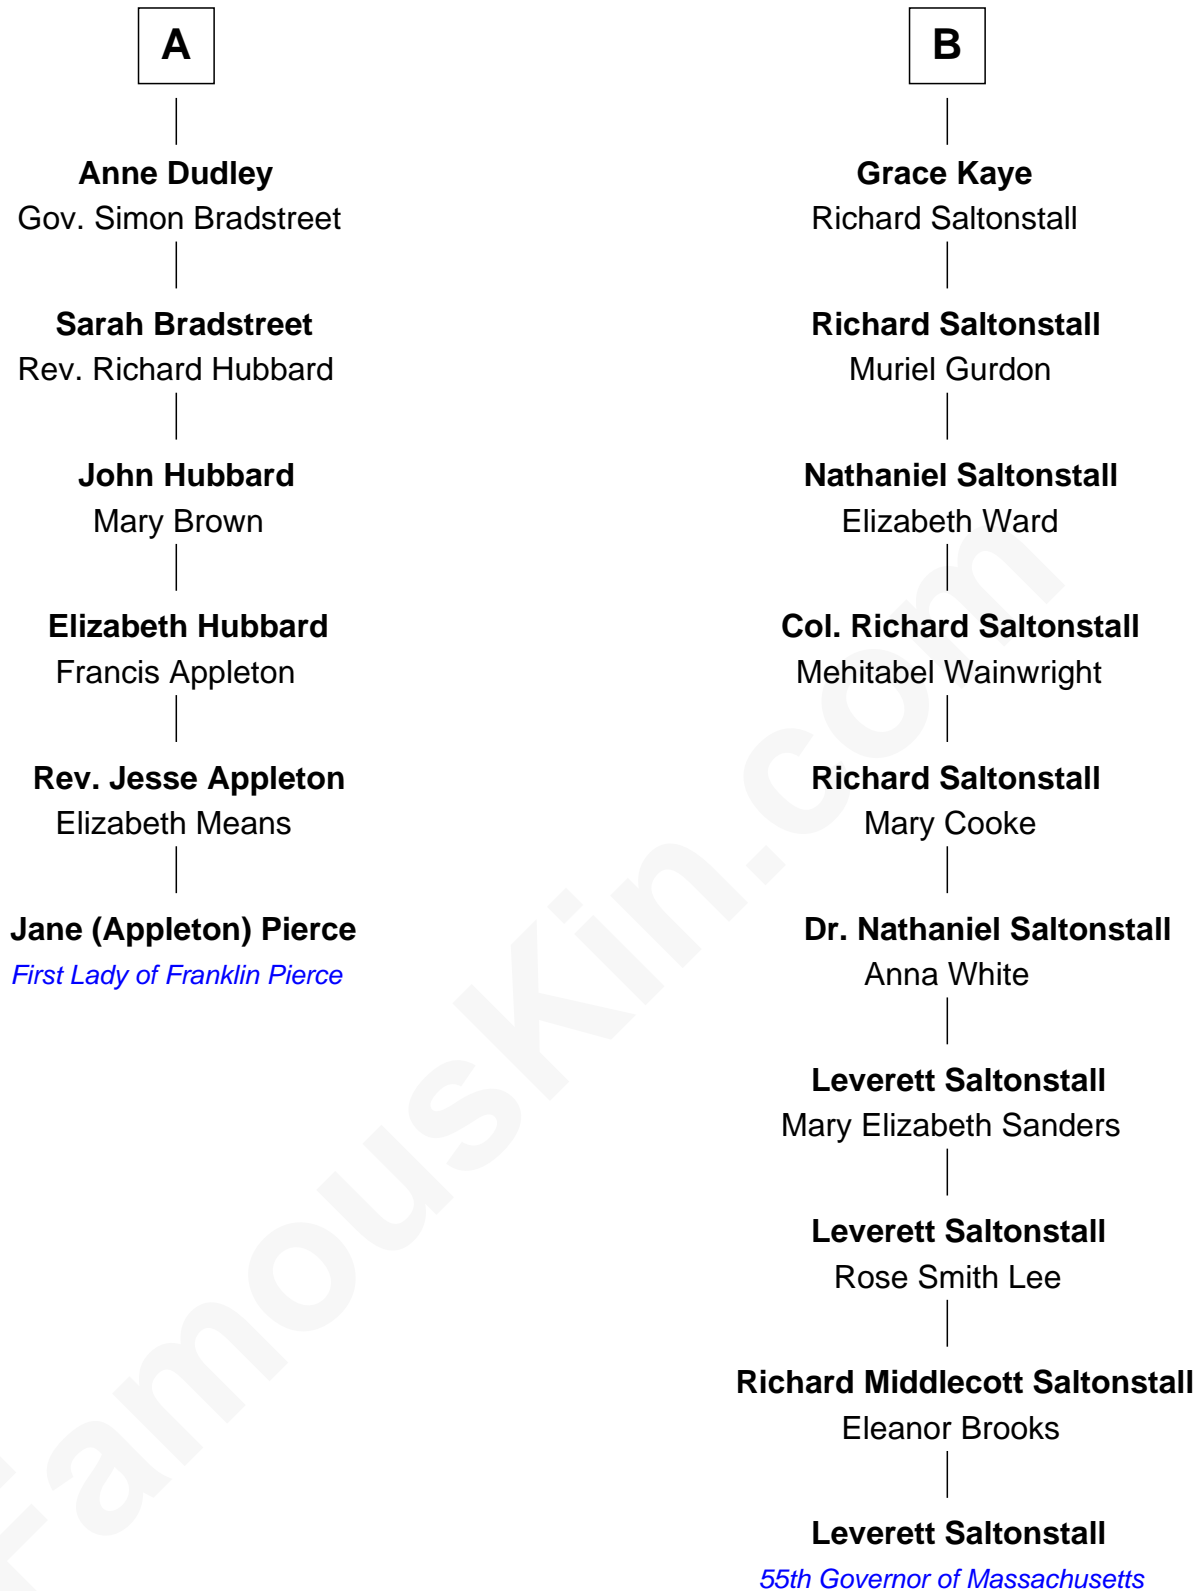 A
Anne Dudley
Gov. Simon Bradstreet
Sarah Bradstreet
Rev. Richard Hubbard
John Hubbard
Mary Brown
Elizabeth Hubbard
Francis Appleton
Rev. Jesse Appleton
Elizabeth Means
Jane (Appleton) Pierce
First Lady of Franklin Pierce
B
Grace Kaye
Richard Saltonstall
Richard Saltonstall
Muriel Gurdon
Nathaniel Saltonstall
Elizabeth Ward
Col. Richard Saltonstall
Mehitabel Wainwright
Richard Saltonstall
Mary Cooke
Dr. Nathaniel Saltonstall
Anna White
Leverett Saltonstall
Mary Elizabeth Sanders
Leverett Saltonstall
Rose Smith Lee
Richard Middlecott Saltonstall
Eleanor Brooks
Leverett Saltonstall
55th Governor of Massachusetts
FamousKin.com